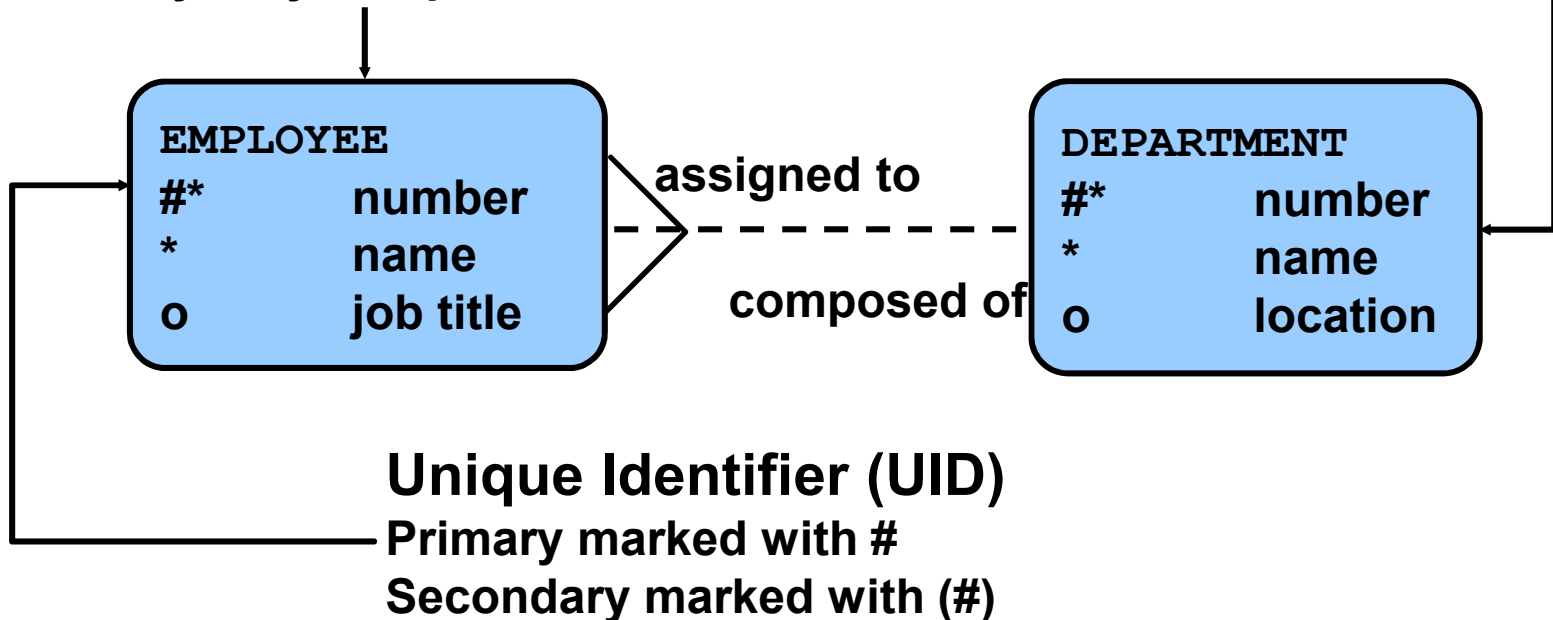 EMPLOYEE
#* number
* name
o job title
assigned to
composed of
DEPARTMENT
#* number
* name
o location
Unique Identifier (UID)
Primary marked with #
Secondary marked with (#)